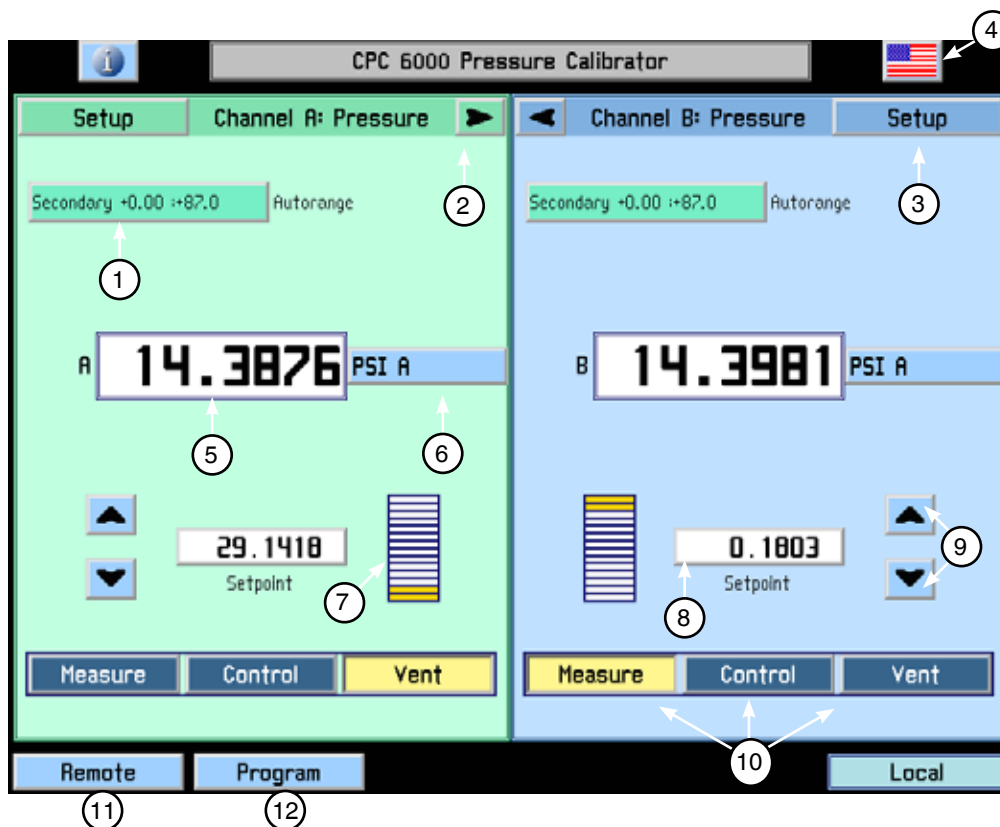 4
i
CPC 6000 Pressure Calibrator
Setup
Channel A: Pressure
Channel B: Pressure
Setup
Secondary +0.00 :+87.0
Autorange
2
Secondary +0.00 :+87.0
Autorange
3
1
A
14.3876
PSI A
B
14.3981
PSI A
5
6
29.1418
Setpoint
7
0.1803
Setpoint
8
9
Measure
Control
Vent
Measure
Control
Vent
10
Remote
Program
Local
11
12